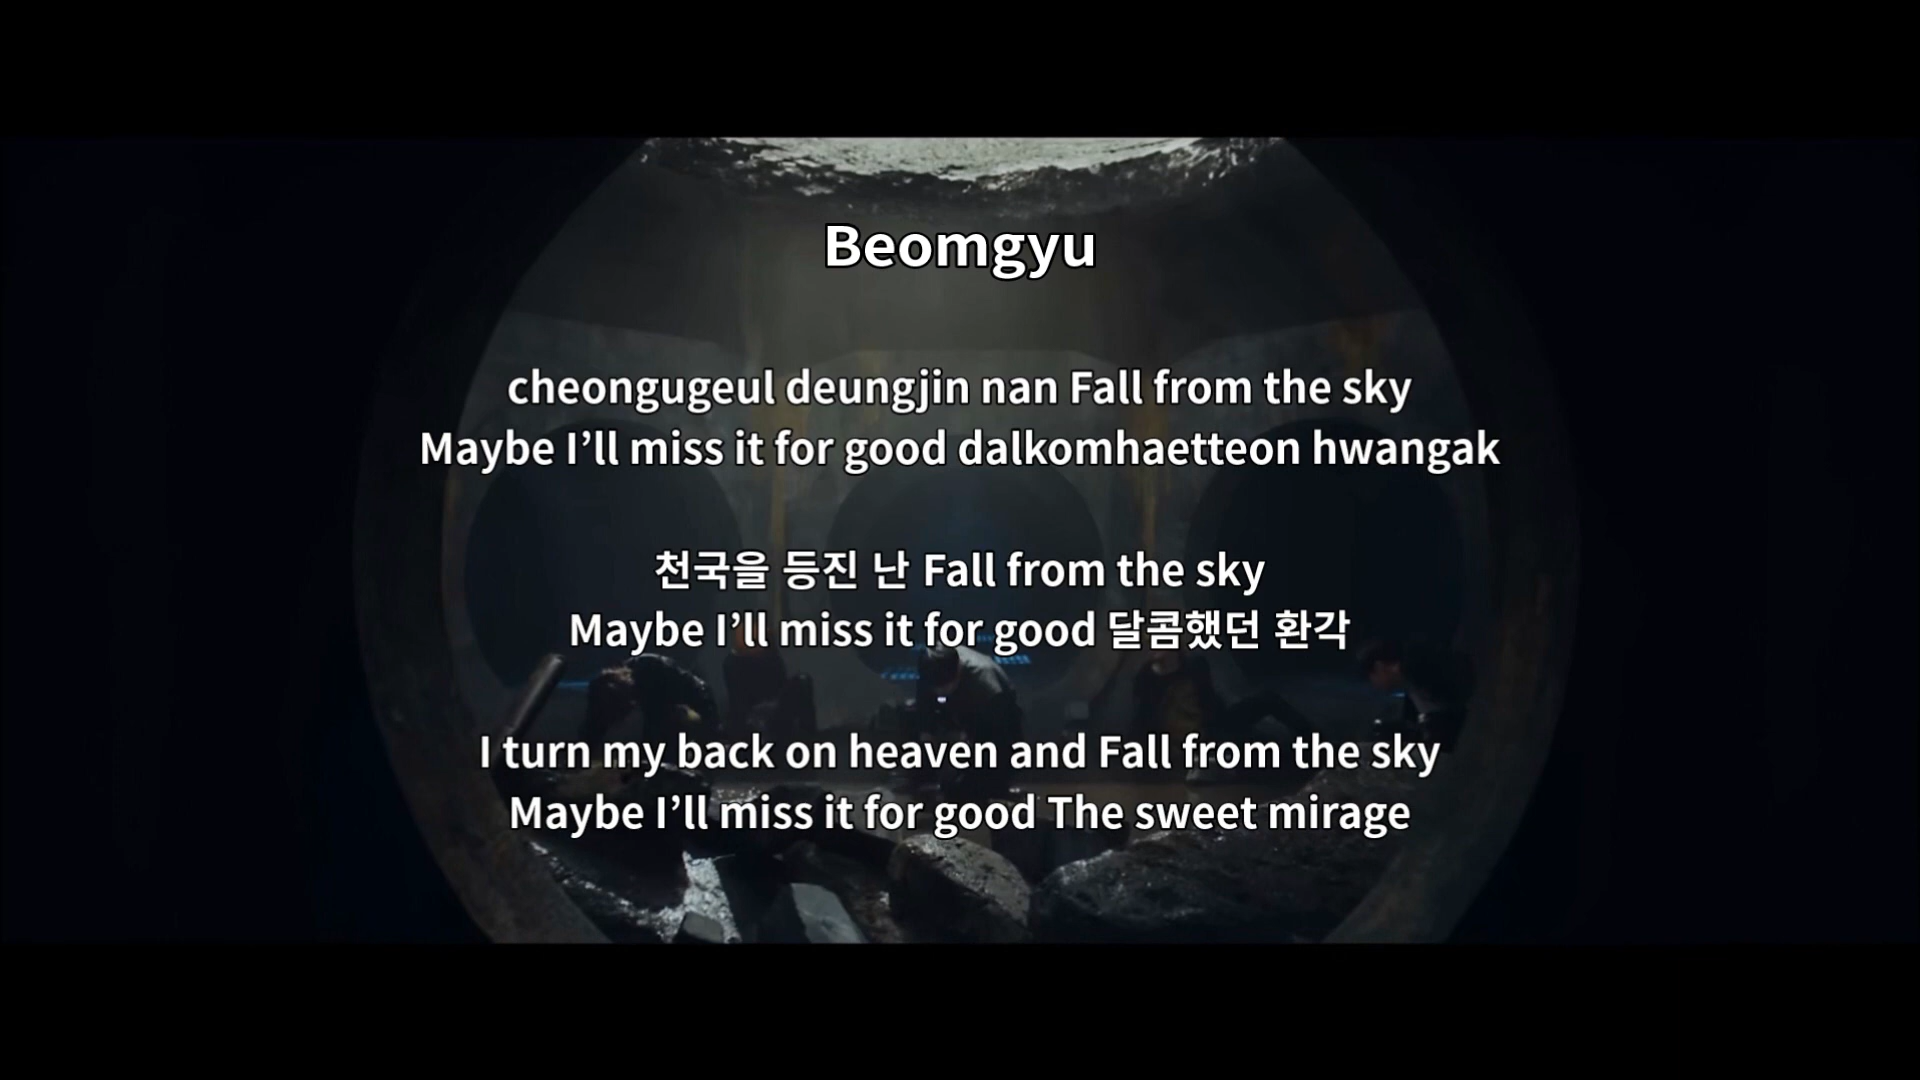 Beomgyu
cheongugeul deungjin nan Fall from the sky
Maybe I’ll miss it for good dalkomhaetteon hwangak
천국을 등진 난 Fall from the sky
Maybe I’ll miss it for good 달콤했던 환각
I turn my back on heaven and Fall from the sky
Maybe I’ll miss it for good The sweet mirage